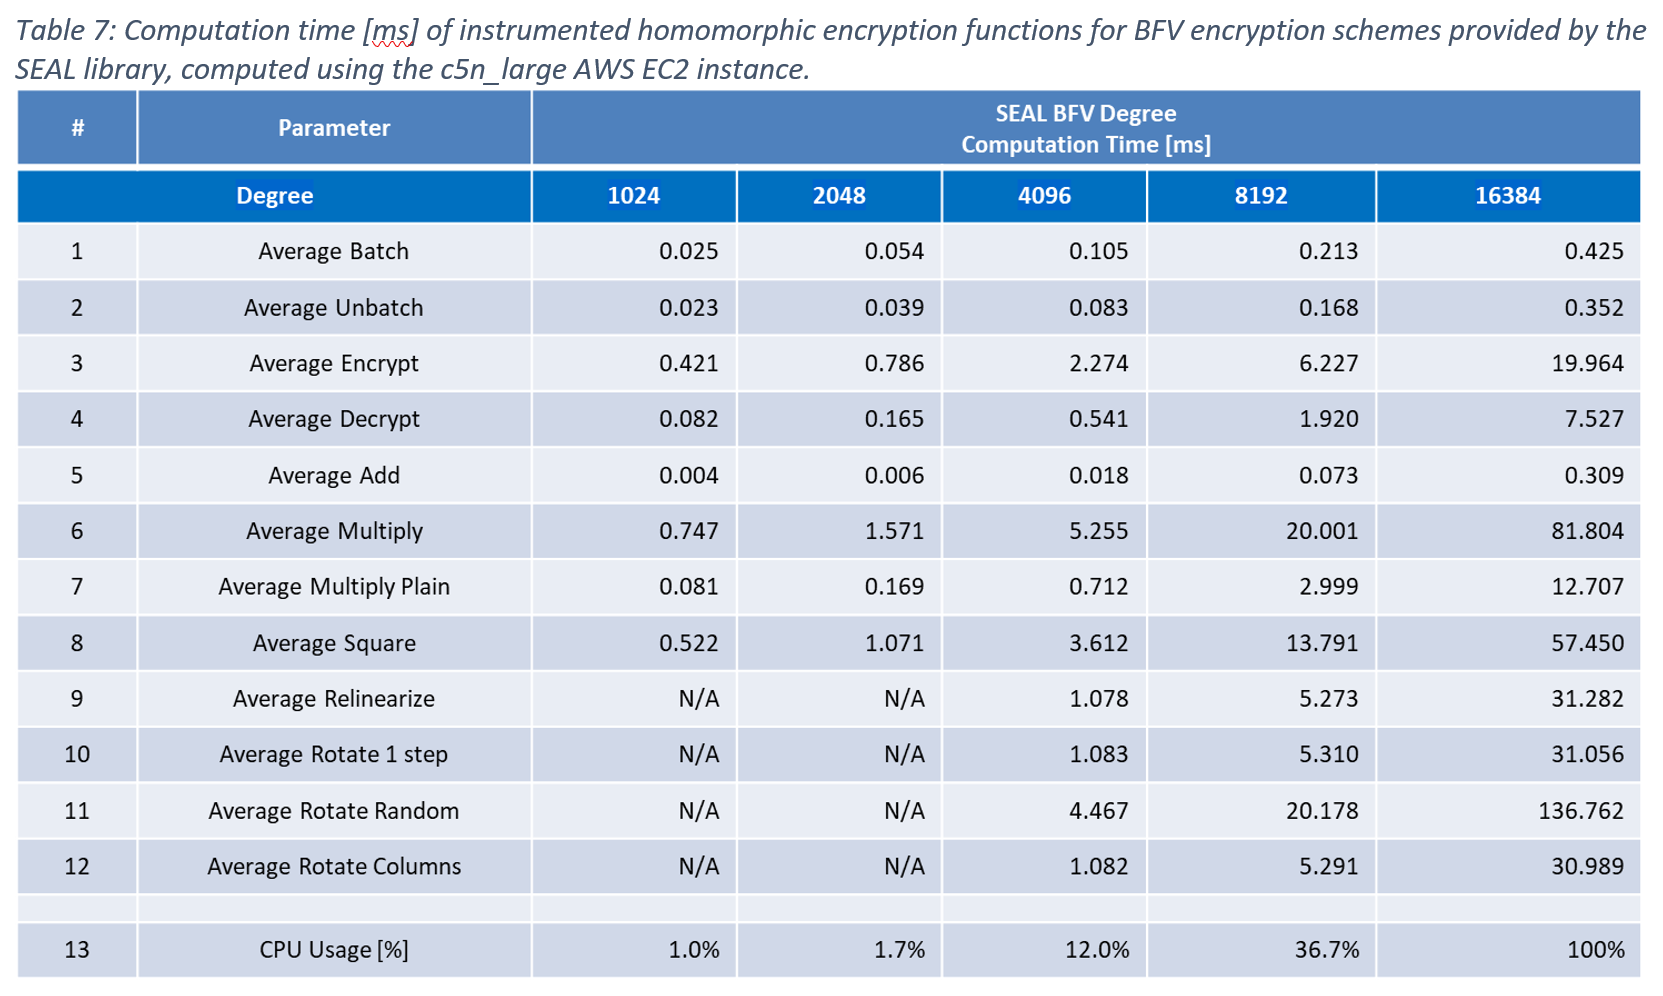 Table 7: Computation time [ms] of instrumented homomorphic encryption functions for BFV encryption schemes provided by the
SEAL library, computed using the c5n_large AWS EC2 instance.
# Parameter SEAL BFV Degree
Computation Time [ms]
Degree 1024 2048 4096 8192 16384
1 Average Batch 0.025 0.054 0.105 0.213 0.425
2 Average Unbatch 0.023 0.039 0.083 0.168 0.352
3 Average Encrypt 0.421 0.786 2.274 6.227 19.964
4 Average Decrypt 0.082 0.165 0.541 1.920 7.527
5 Average Add 0.004 0.006 0.018 0.073 0.309
6 Average Multiply 0.747 1.571 5.255 20.001 81.804
7 Average Multiply Plain 0.081 0.169 0.712 2.999 12.707
8 Average Square 0.522 1.071 3.612 13.791 57.450
9 Average Relinearize N/A N/A 1.078 5.273 31.282
10 Average Rotate 1 step N/A N/A 1.083 5.310 31.056
11 Average Rotate Random N/A N/A 4.467 20.178 136.762
12 Average Rotate Columns N/A N/A 1.082 5.291 30.989
13 CPU Usage [%] 1.0% 1.7% 12.0% 36.7% 100%